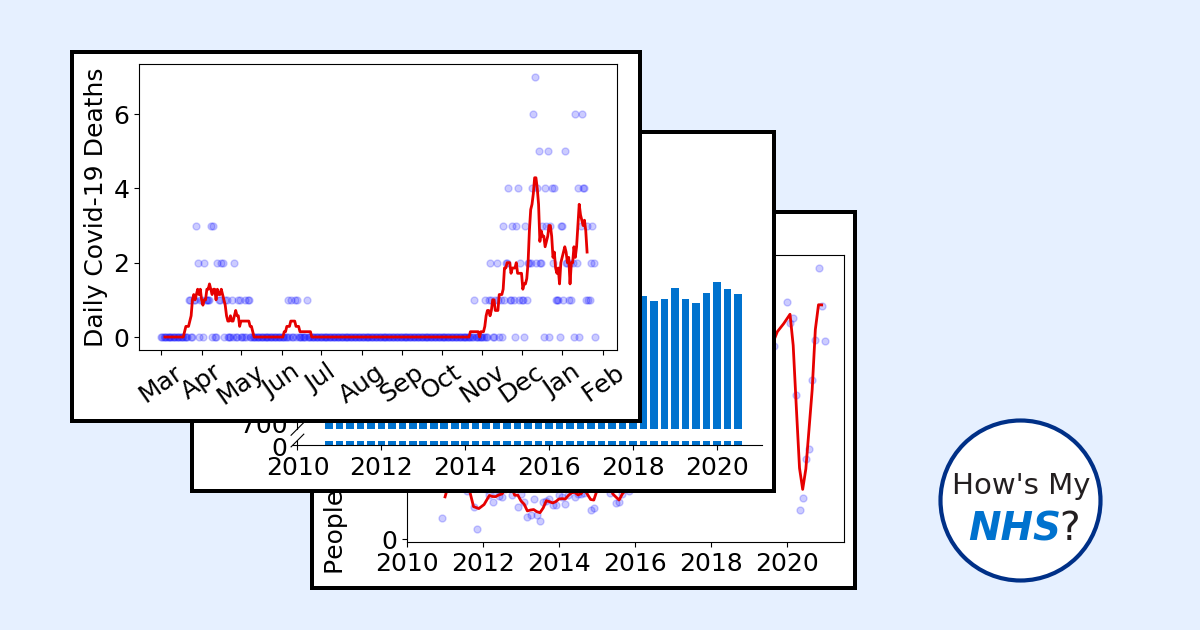 Daily Covid-19 Deaths
6
4
2
0
Mar Apr May Jun Jul Aug Sep Oct Nov Dec Jan Feb
700
0
2010 2012 2014 2016 2018 2020
People
0
2010 2012 2014 2016 2018 2020
How's My
NHS?